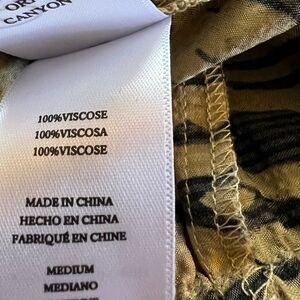 CANYON
100%VISCOSE
100%VISCOSA
100%VISCOSE
MADE IN CHINA
HECHO EN CHINA
FABRIQUÉ EN CHINE
MEDIUM
MEDIANO